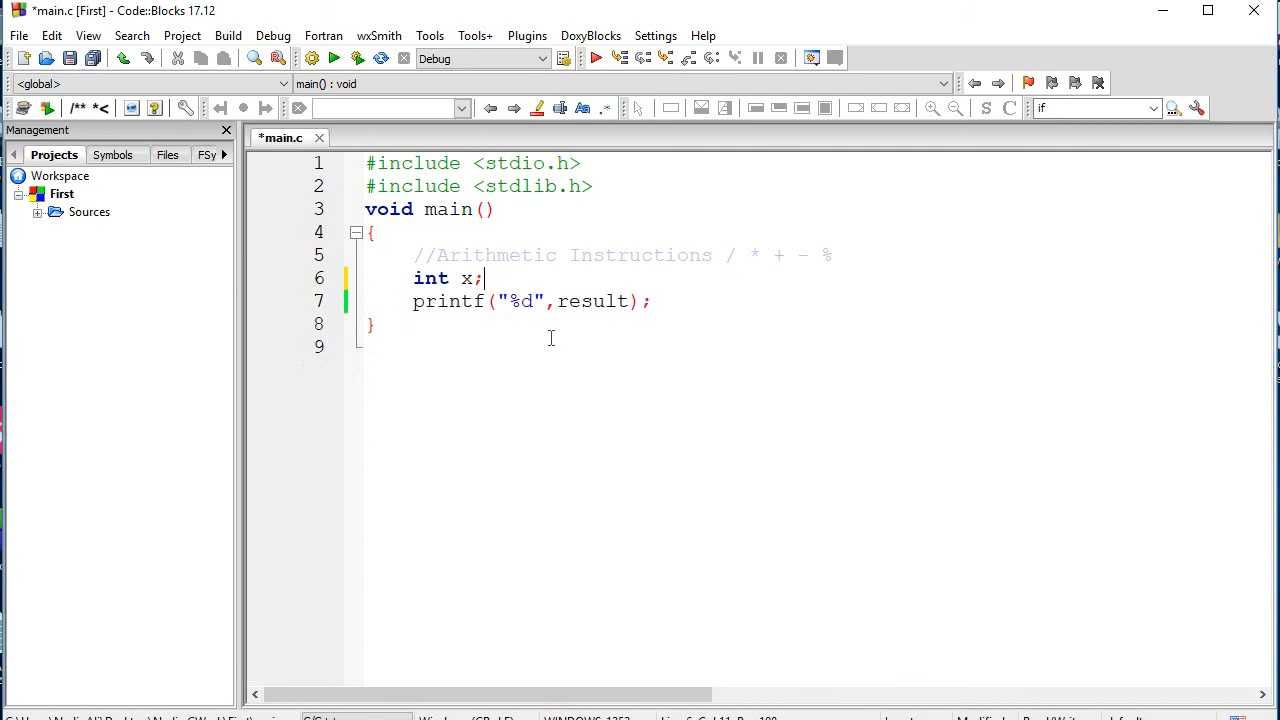 *main.c [First] - Code::Blocks 17.12
File Edit View Search Project Build Debug Fortran wxSmith Tools Tools+ Plugins DoxyBlocks Settings Help
Debug
<global> main() : void
/** *< .* S C if
Management
Projects Symbols Files FSy
Workspace
First
Sources
*main.c
1 #include <stdio.h>
2 #include <stdlib.h>
3 void main()
4 {
5 //Arithmetic Instructions / * + - %
6 int x;
7 printf("%d",result);
8 }
9